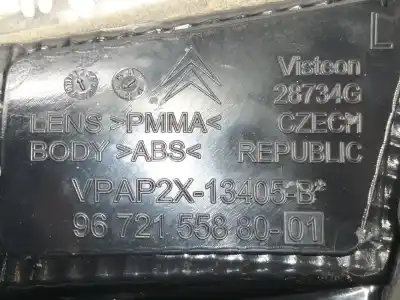 L
Visteon
28734G
LENS >PMMA< CZECH
BODY >ABS< REPUBLIC
VPAP2X-13405-B
96 721 558 80-01